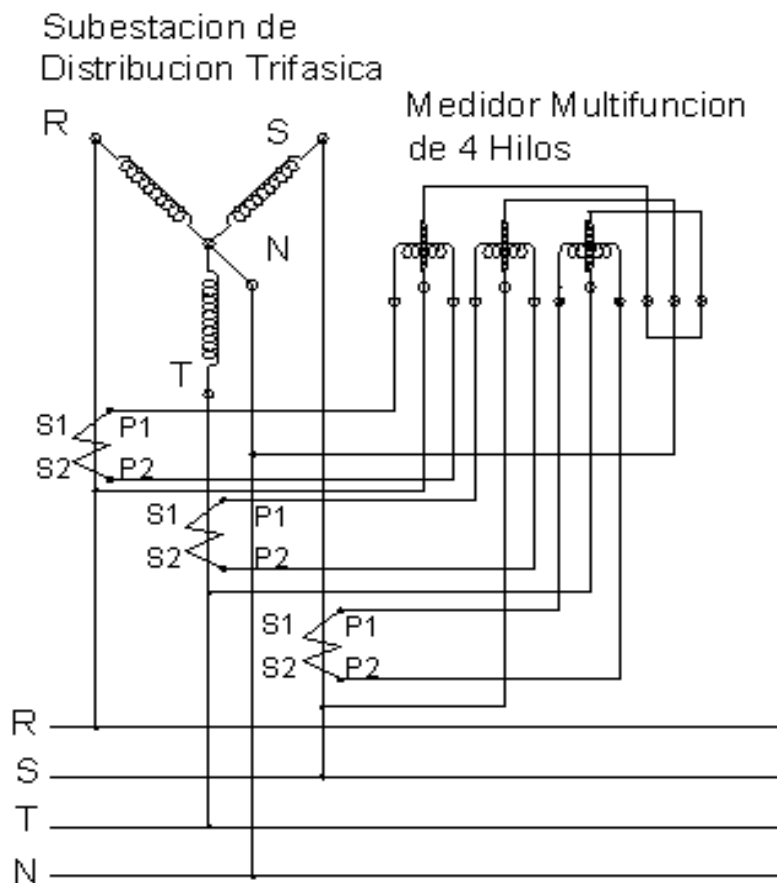 Subestacion de
Distribucion Trifasica
Medidor Multifuncion
de 4 Hilos
R
S
N
T
S1 P1
S2 P2
S1 P1
S2 P2
S1 P1
S2 P2
R
S
T
N